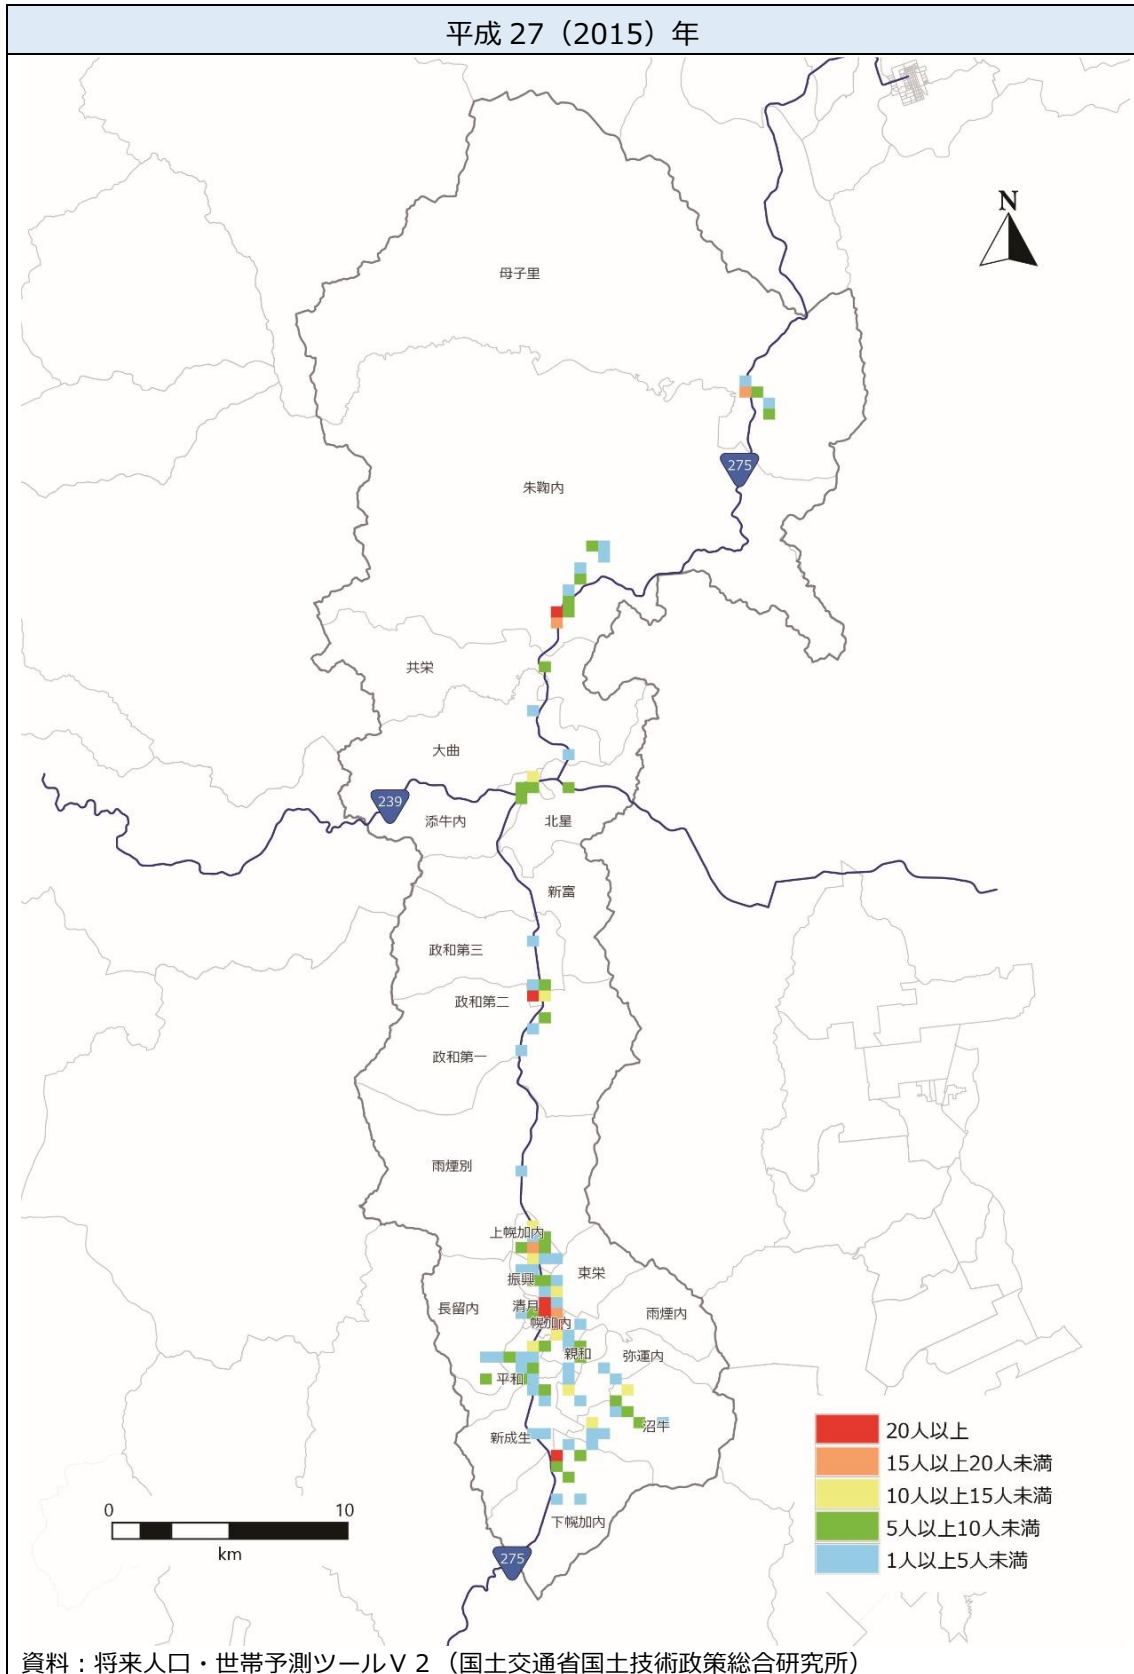 平成 27（2015）年
N
母子里
275
朱鞠内
共栄
大曲
239
添牛内
北星
新富
政和第三
政和第二
政和第一
雨煙別
上幌加内
振興
東栄
長留内
清月
雨煙内
幌加内
親和
弥運内
平和
沼牛
新成生
下幌加内
275
0 10
km
20人以上
15人以上20人未満
10人以上15人未満
5人以上10人未満
1人以上5人未満
資料：将来人口・世帯予測ツールＶ２（国土交通省国土技術政策総合研究所）